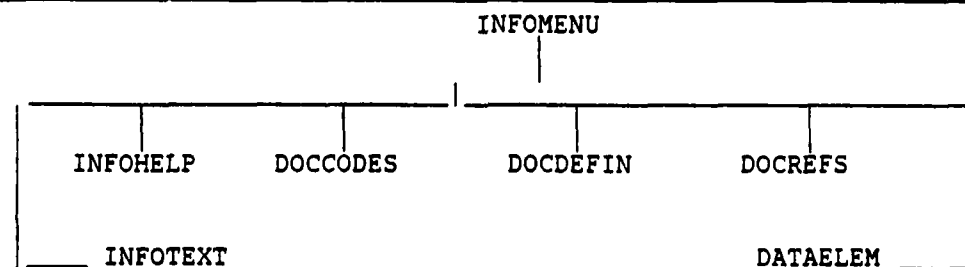 INFOMENU
INFOHELP DOCCODES DOCDEFIN DOCREFS
INFOTEXT DATAELEM